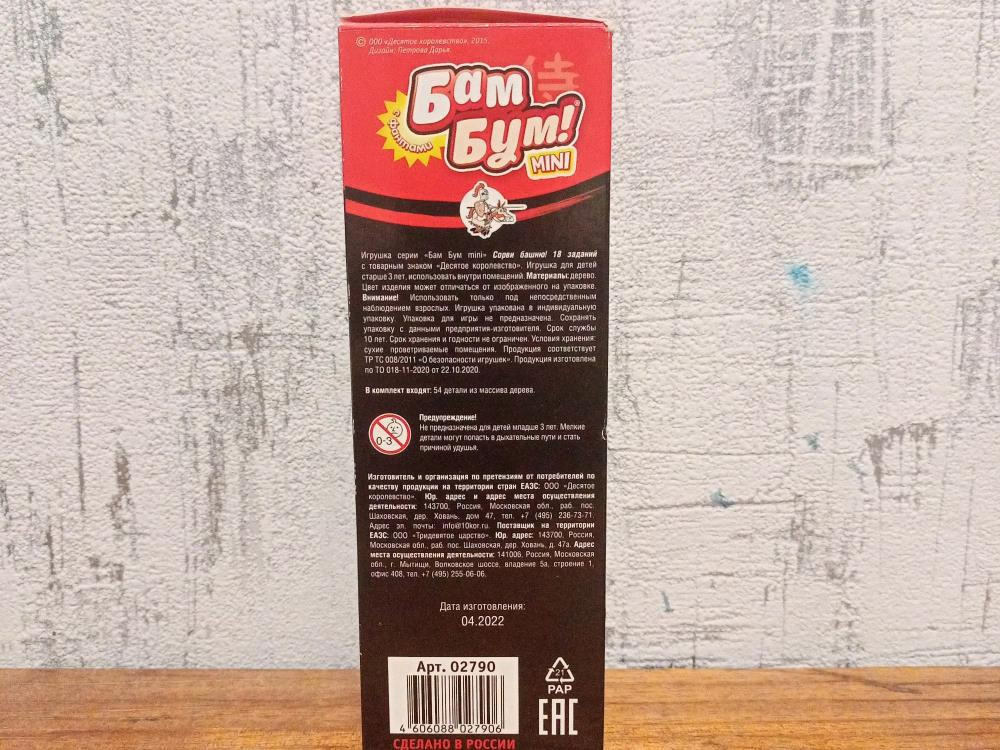 © ООО «Десятое королевство», 2015.
Дизайн: Петрова Дарья.
侍
Бам
Бум!
с фантами
MINI
Игрушка серии «Бам Бум mini» Сорви башню! 18 заданий
с товарным знаком «Десятое королевство». Игрушка для детей
старше 3 лет, использовать внутри помещений. Материалы: дерево.
Цвет изделия может отличаться от изображенного на упаковке.
Внимание! Использовать только под непосредственным
наблюдением взрослых. Игрушка упакована в индивидуальную
упаковку. Упаковка для игры не предназначена. Сохранять
упаковку с данными предприятия-изготовителя. Срок службы
10 лет. Срок хранения и годности не ограничен. Условия хранения:
сухие проветриваемые помещения. Продукция соответствует
ТР ТС 008/2011 «О безопасности игрушек». Продукция изготовлена
по ТО 018-11-2020 от 22.10.2020.
В комплект входят: 54 детали из массива дерева.
0-3
Предупреждение!
Не предназначена для детей младше 3 лет. Мелкие
детали могут попасть в дыхательные пути и стать
причиной удушья.
Изготовитель и организация по претензиям от потребителей по
качеству продукции на территории стран ЕАЭС: ООО «Десятое
королевство». Юр. адрес и адрес места осуществления
деятельности: 143700, Россия, Московская обл., раб. пос.
Шаховская, дер. Ховань, дом 47, тел. +7 (495) 236-73-71.
Адрес эл. почты: info@10kor.ru. Поставщик на территории
ЕАЭС: ООО «Тридевятое царство». Юр. адрес: 143700, Россия,
Московская обл., раб. пос. Шаховская, дер. Ховань, д. 47а. Адрес
места осуществления деятельности: 141006, Россия, Московская
обл., г. Мытищи, Волковское шоссе, владение 5а, строение 1,
офис 408, тел. +7 (495) 255-06-06.
Дата изготовления:
04.2022
Арт. 02790
4 606088 027906
СДЕЛАНО В РОССИИ
21
PAP
EAC